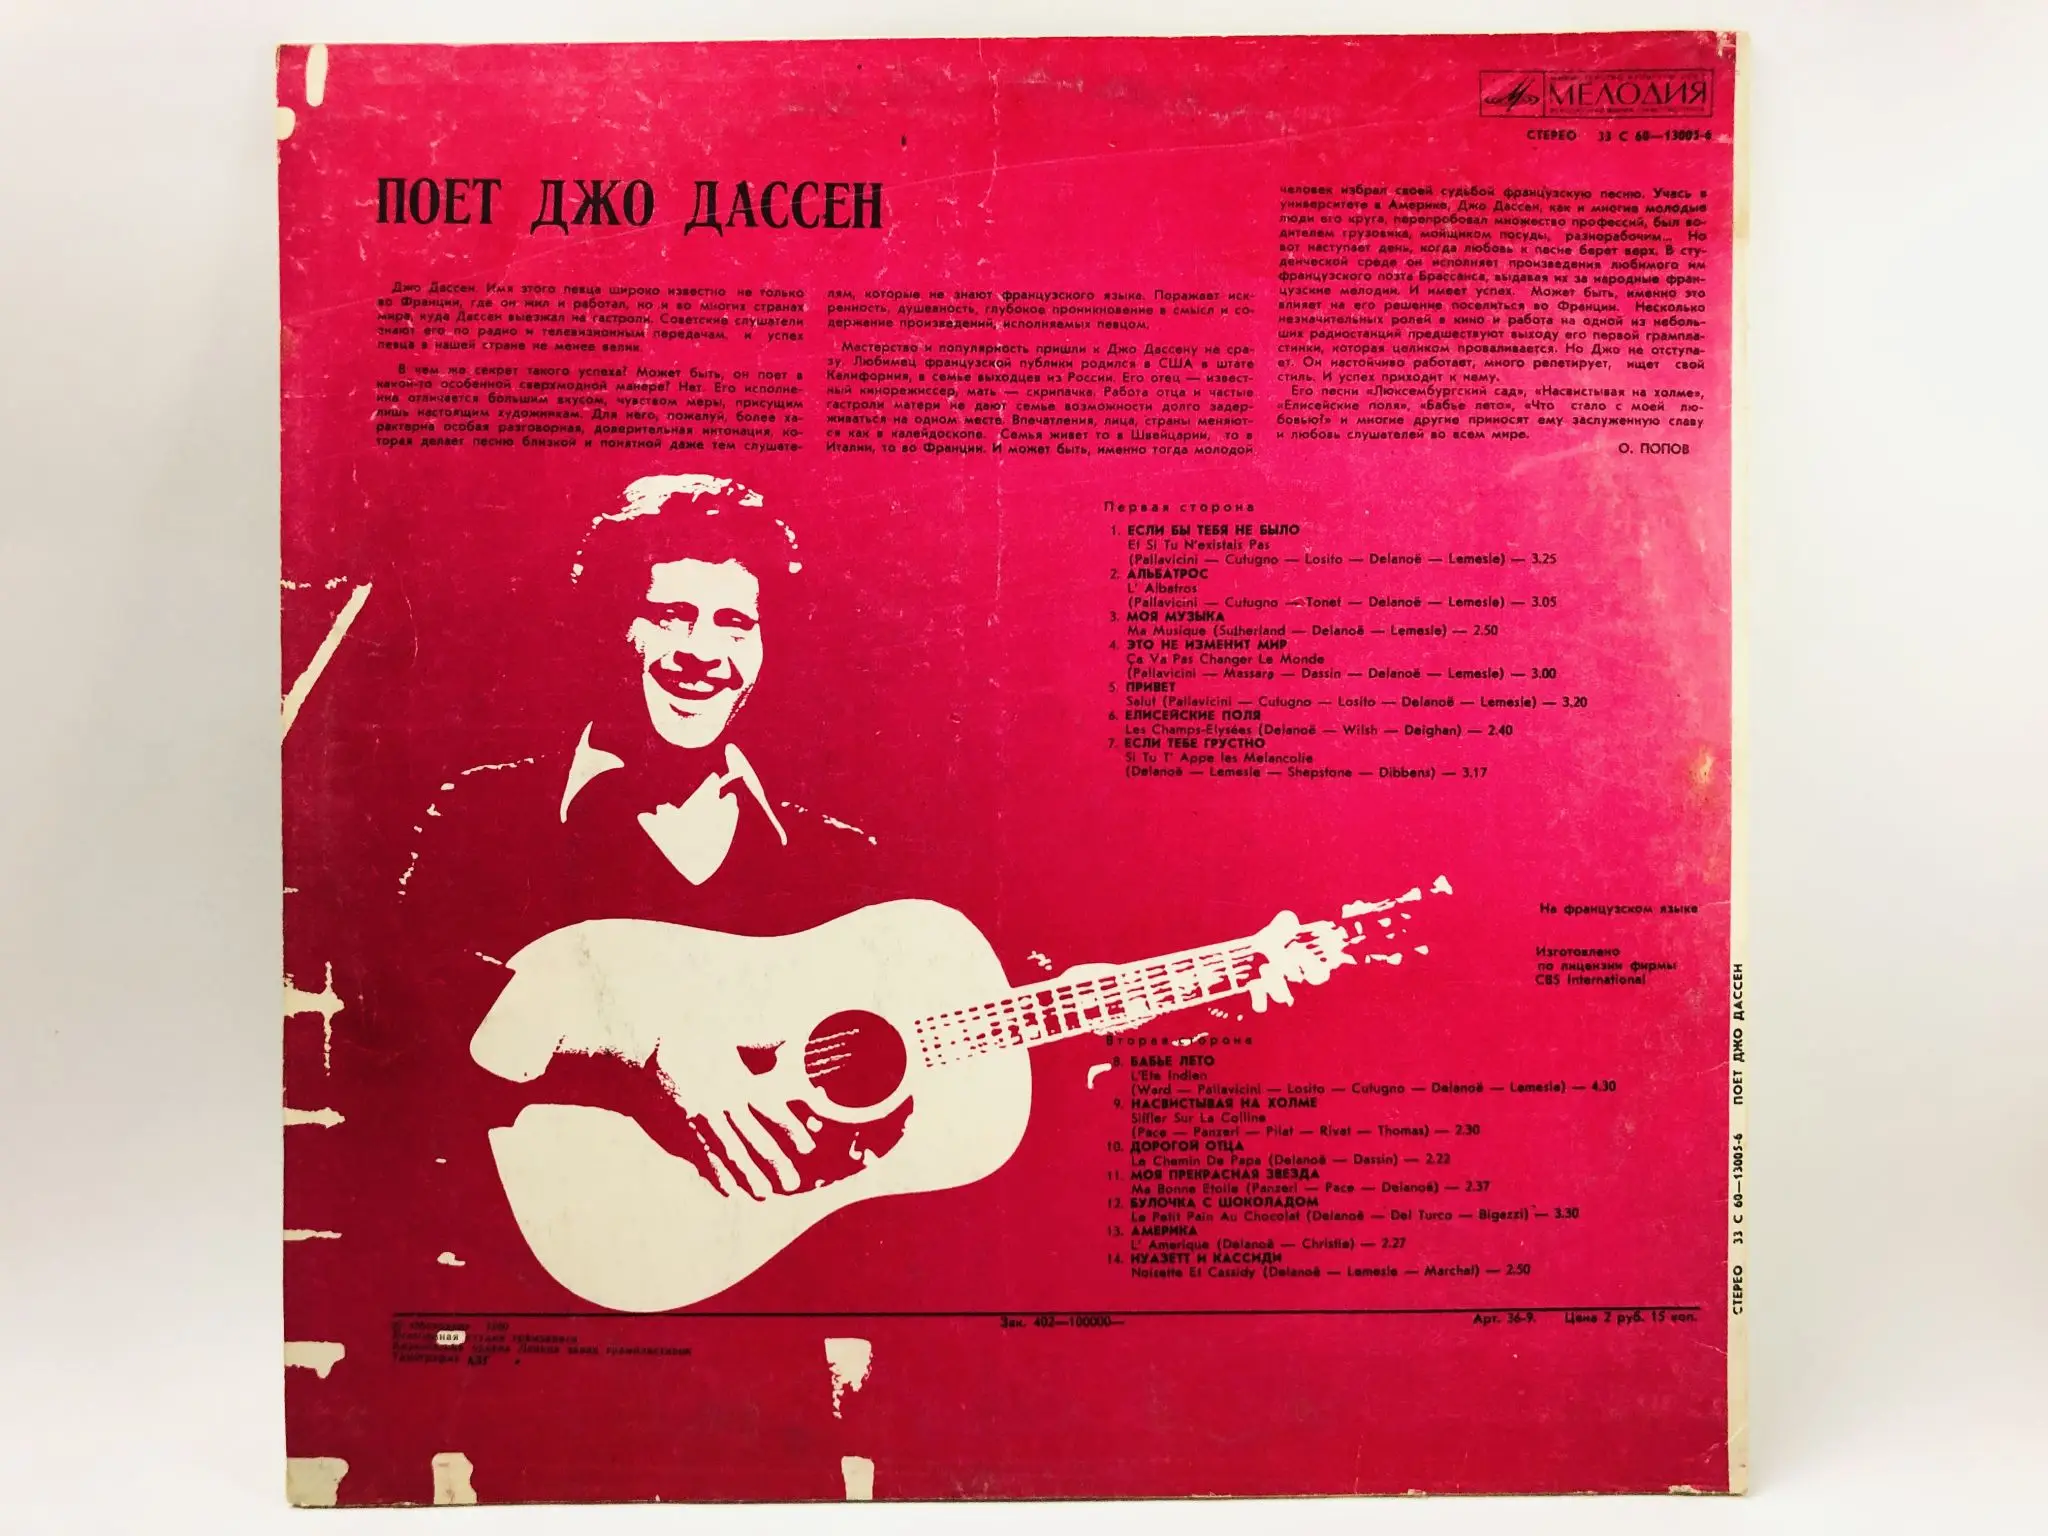 МЕЛОДИЯ
СТЕРЕО 33 С 60—13005-6
ПОЕТ ДЖО ДАССЕН
Джо Дассен. Имя этого певца широко известно не только
во Франции, где он жил и работал, но и во многих странах
мира, куда Дассен выезжал на гастроли. Советские слушатели
знают его по радио и телевизионным передачам, и успех
певца в нашей стране не менее велик.
В чем же секрет такого успеха? Может быть, он поет в
какой-то особенной сверхмодной манере? Нет. Его исполне-
ние отличается большим вкусом, чувством меры, присущим
лишь настоящим художникам. Для него, пожалуй, более ха-
рактерна особая разговорная, доверительная интонация, ко-
торая делает песню близкой и понятной даже тем слушате-
лям, которые не знают французского языка. Поражает иск-
ренность, душевность, глубокое проникновение в смысл и со-
держание произведений, исполняемых певцом.
Мастерство и популярность пришли к Джо Дассену не сра-
зу. Любимец французской публики родился в США в штате
Калифорния, в семье выходцев из России. Его отец — извест-
ный кинорежиссер, мать — скрипачка. Работа отца и частые
гастроли матери не дают семье возможности долго задер-
живаться на одном месте. Впечатления, лица, страны меняют-
ся как в калейдоскопе. Семья живет то в Швейцарии, то в
Италии, то во Франции. И может быть, именно тогда молодой
человек избрал своей судьбой французскую песню. Учась в
университете в Америке, Джо Дассен, как и многие молодые
люди его круга, перепробовал множество профессий, был во-
дителем грузовика, мойщиком посуды, разнорабочим... Но
вот наступает день, когда любовь к песне берет верх. В сту-
денческой среде он исполняет произведения любимого им
французского поэта Брассанса, выдавая их за народные фран-
цузские мелодии. И имеет успех. Может быть, именно это
влияет на его решение поселиться во Франции. Несколько
незначительных ролей в кино и работа на одной из неболь-
ших радиостанций предшествуют выходу его первой грампла-
стинки, которая целиком проваливается. Но Джо не отступа-
ет. Он настойчиво работает, много репетирует, ищет свой
стиль. И успех приходит к нему.
Его песни «Люксембургский сад», «Насвистывая на холме»,
«Елисейские поля», «Бабье лето», «Что стало с моей лю-
бовью?» и многие другие приносят ему заслуженную славу
и любовь слушателей во всем мире.
О. ПОПОВ
Первая сторона
1. ЕСЛИ БЫ ТЕБЯ НЕ БЫЛО
Et Si Tu N'existais Pas
(Pallavicini — Cutugno — Losito — Delanoë — Lemesle) — 3.25
2. АЛЬБАТРОС
L' Albatros
(Pallavicini — Cutugno — Tonet — Delanoë — Lemesle) — 3.05
3. МОЯ МУЗЫКА
Ma Musique (Sutherland — Delanoë — Lemesle) — 2.50
4. ЭТО НЕ ИЗМЕНИТ МИР
Ça Va Pas Changer Le Monde
(Pallavicini — Massara — Dassin — Delanoë — Lemesle) — 3.00
5. ПРИВЕТ
Salut (Pallavicini — Cutugno — Losito — Delanoë — Lemesle) — 3.20
6. ЕЛИСЕЙСКИЕ ПОЛЯ
Les Champs-Elysées (Delanoë — Wilsh — Deighan) — 2.40
7. ЕСЛИ ТЕБЕ ГРУСТНО
Si Tu T' Appe les Melancolie
(Delanoë — Lemesle — Shepstone — Dibbens) — 3.17
На французском языке
Изготовлено
по лицензии фирмы
CBS International
Вторая сторона
8. БАБЬЕ ЛЕТО
L'Ete Indien
(Ward — Pallavicini — Losito — Cutugno — Delanoë — Lemesle) — 4.30
9. НАСВИСТЫВАЯ НА ХОЛМЕ
Siffler Sur La Colline
(Pace — Panzeri — Pilat — Rivat — Thomas) — 2.30
10. ДОРОГОЙ ОТЦА
Le Chemin De Papa (Delanoë — Dassin) — 2.22
11. МОЯ ПРЕКРАСНАЯ ЗВЕЗДА
Ma Bonne Etoile (Panzeri — Pace — Delanoë) — 2.37
12. БУЛОЧКА С ШОКОЛАДОМ
Le Petit Pain Au Chocolat (Delanoë — Del Turco — Bigazzi) — 3.30
13. АМЕРИКА
L' Amerique (Delanoë — Christie) — 2.27
14. НУАЗЕТТ И КАССИДИ
Noisette Et Cassidy (Delanoë — Lemesle — Marchal) — 2.50
Зак. 402—100000—
Арт. 36-9. Цена 2 руб. 15 коп.
СТЕРЕО 33 С 60—13005-6 ПОЕТ ДЖО ДАССЕН